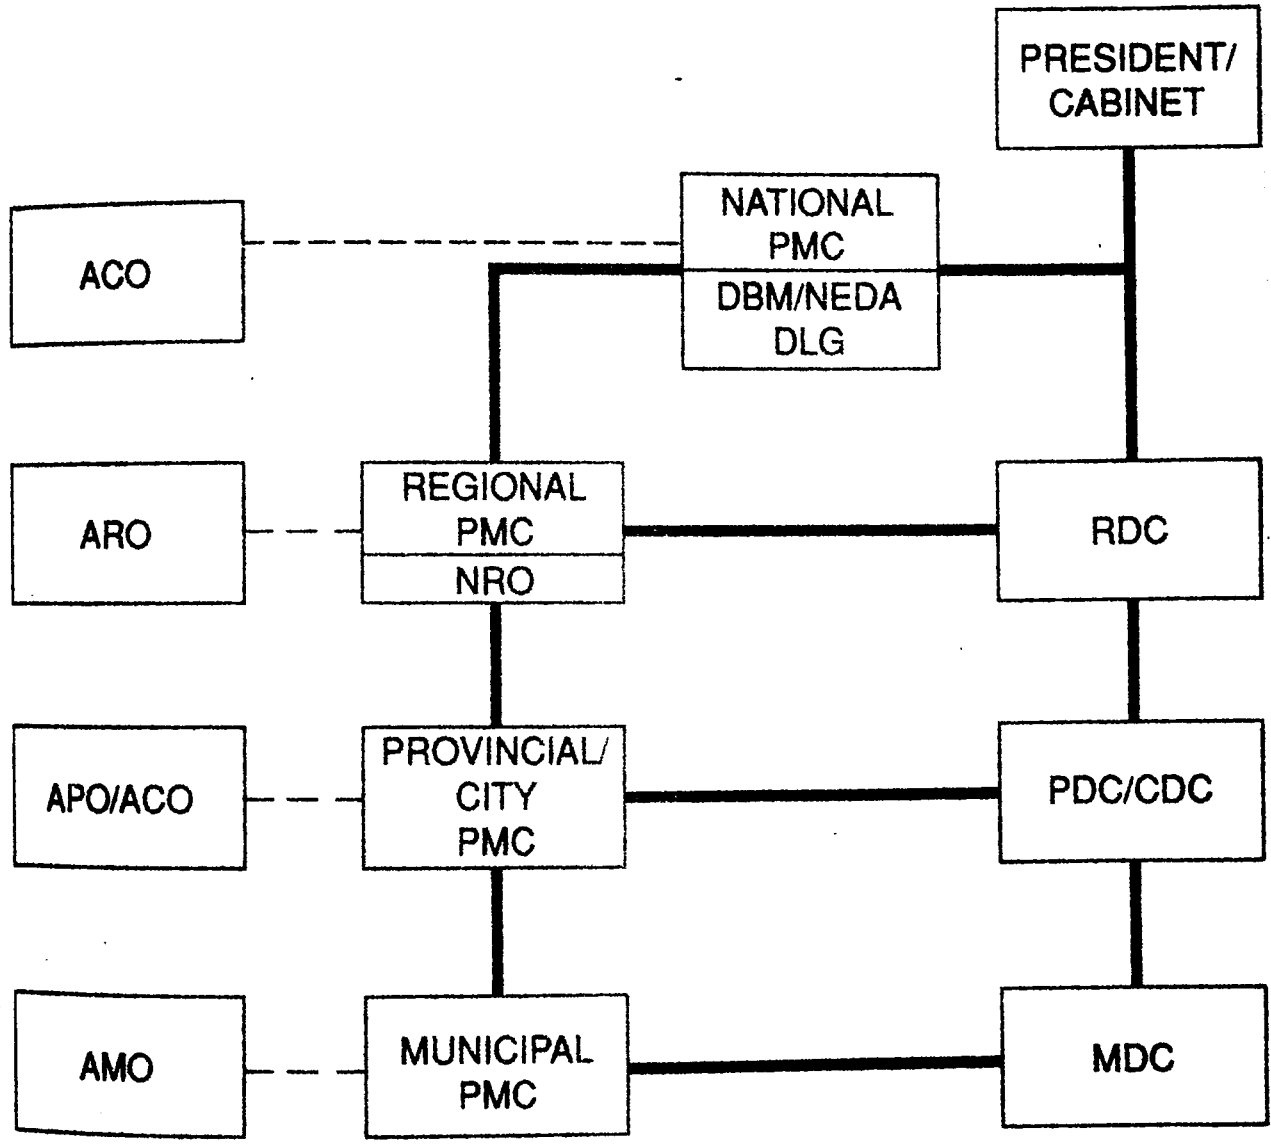 PRESIDENT/
CABINET
NATIONAL
PMC
ACO
DBM/NEDA
DLG
REGIONAL
PMC
NRO
ARO
RDC
PROVINCIAL/
CITY
PMC
APO/ACO
PDC/CDC
MUNICIPAL
PMC
AMO
MDC